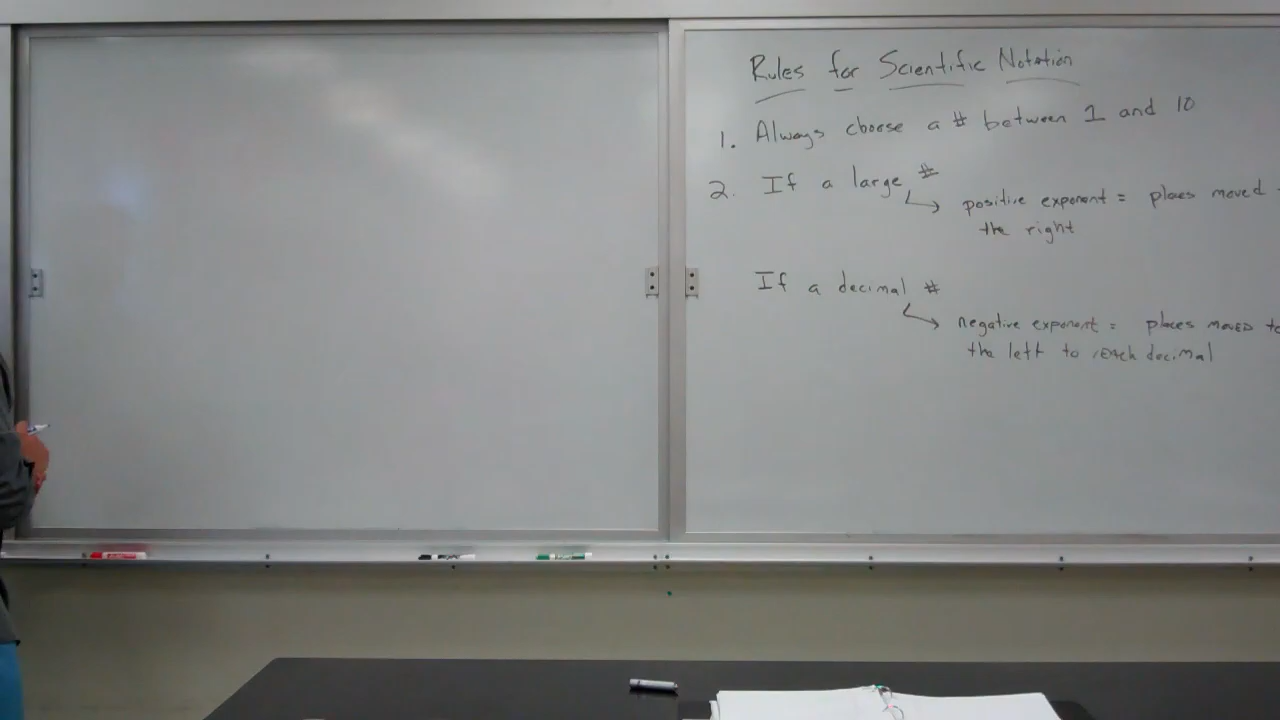 Rules for Scientific Notation
1. Always choose a # between 1 and 10
2. If a large #
positive exponent = places moved
the right
If a decimal #
negative exponent = places moved to
the left to reach decimal